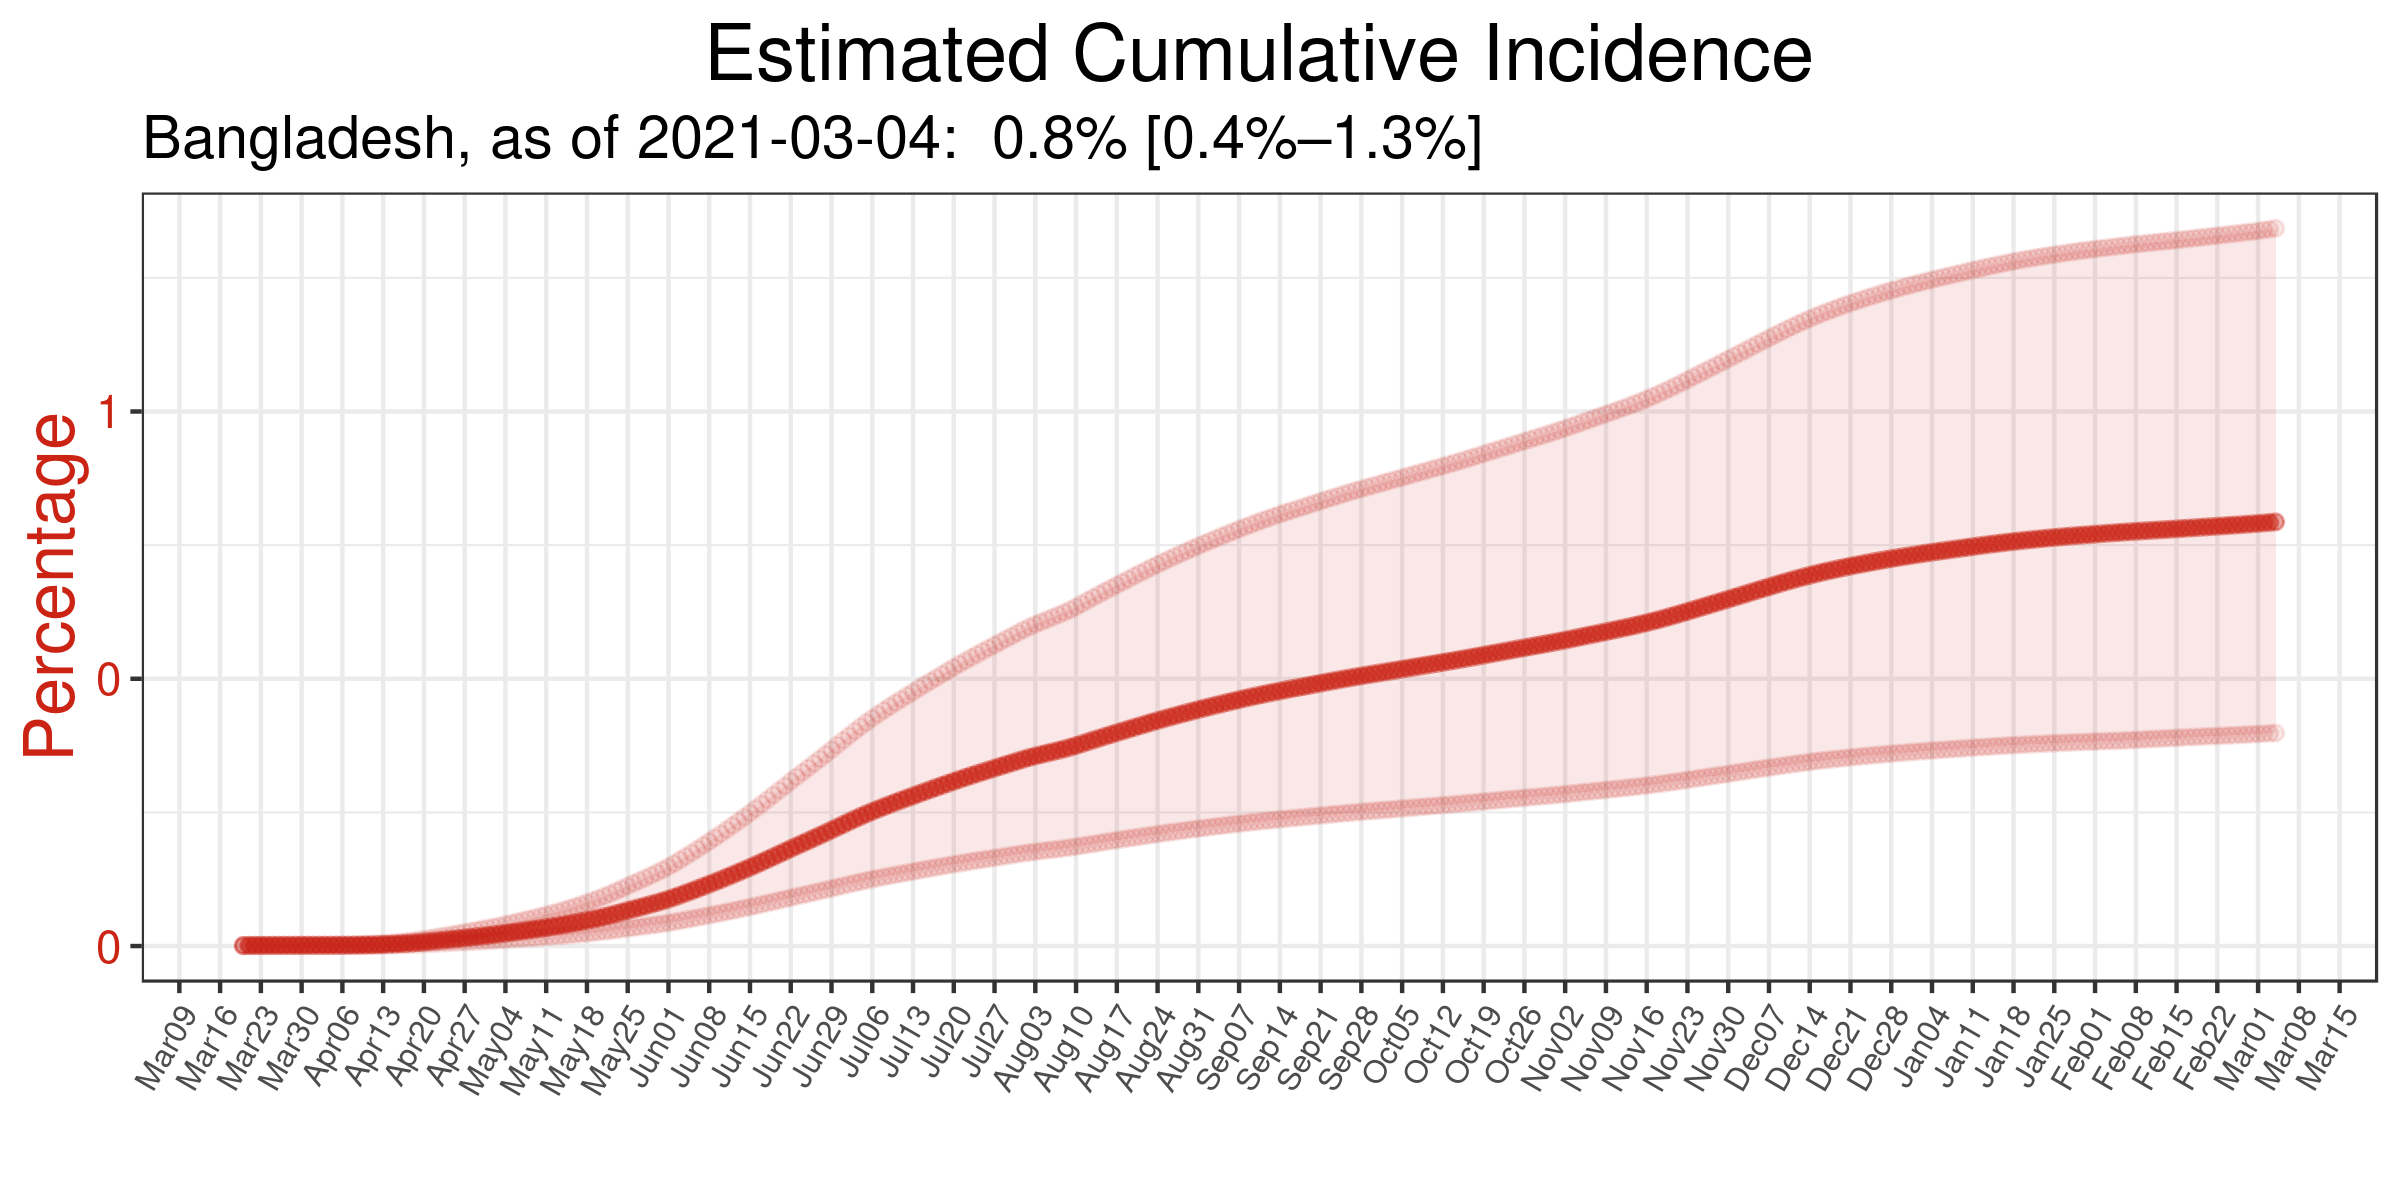 Estimated Cumulative Incidence
Bangladesh, as of 2021-03-04:  0.8% [0.4%–1.3%]
Percentage
1
0
0
Mar09
Mar16
Mar23
Mar30
Apr06
Apr13
Apr20
Apr27
May04
May11
May18
May25
Jun01
Jun08
Jun15
Jun22
Jun29
Jul06
Jul13
Jul20
Jul27
Aug03
Aug10
Aug17
Aug24
Aug31
Sep07
Sep14
Sep21
Sep28
Oct05
Oct12
Oct19
Oct26
Nov02
Nov09
Nov16
Nov23
Nov30
Dec07
Dec14
Dec21
Dec28
Jan04
Jan11
Jan18
Jan25
Feb01
Feb08
Feb15
Feb22
Mar01
Mar08
Mar15